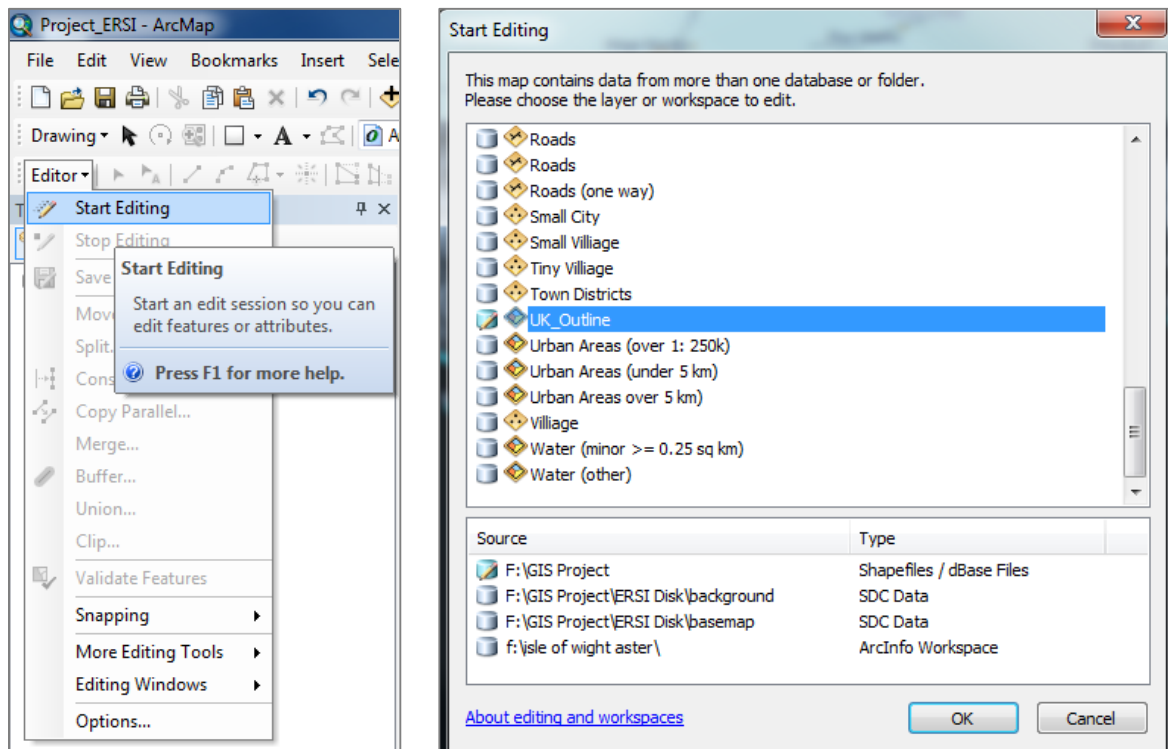 Project_ERSI - ArcMap
File Edit View Bookmarks Insert Sele
Drawing A A
Editor
T
Start Editing
Stop Editing
Save
Mov
Split.
Cons
Copy Parallel...
Merge...
Buffer...
Union...
Clip...
Validate Features
Snapping
More Editing Tools
Editing Windows
Options...
Start Editing
Start an edit session so you can
edit features or attributes.
Press F1 for more help.
Start Editing
This map contains data from more than one database or folder.
Please choose the layer or workspace to edit.
Roads
Roads
Roads (one way)
Small City
Small Village
Tiny Village
Town Districts
UK_Outline
Urban Areas (over 1: 250k)
Urban Areas (under 5 km)
Urban Areas over 5 km)
Village
Water (minor >= 0.25 sq km)
Water (other)
Source Type
F:\GIS Project Shapefiles / dBase Files
F:\GIS Project\ERSI Disk\background SDC Data
F:\GIS Project\ERSI Disk\basemap SDC Data
f:\isle of wight aster\ ArcInfo Workspace
About editing and workspaces OK Cancel